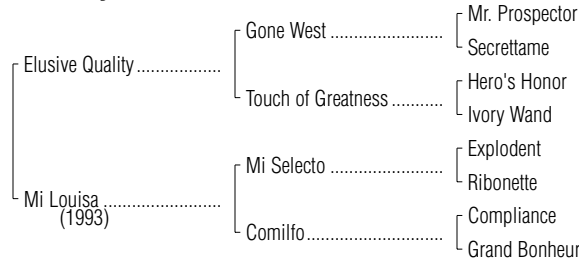 Mr. Prospector
Gone West ....................
Secrettame
Elusive Quality.................
Hero's Honor
Touch of Greatness ...........
Ivory Wand
Explodent
Mi Selecto ....................
Ribonette
Mi Louisa .......................
(1993)
Compliance
Comilfo.........................
Grand Bonheur